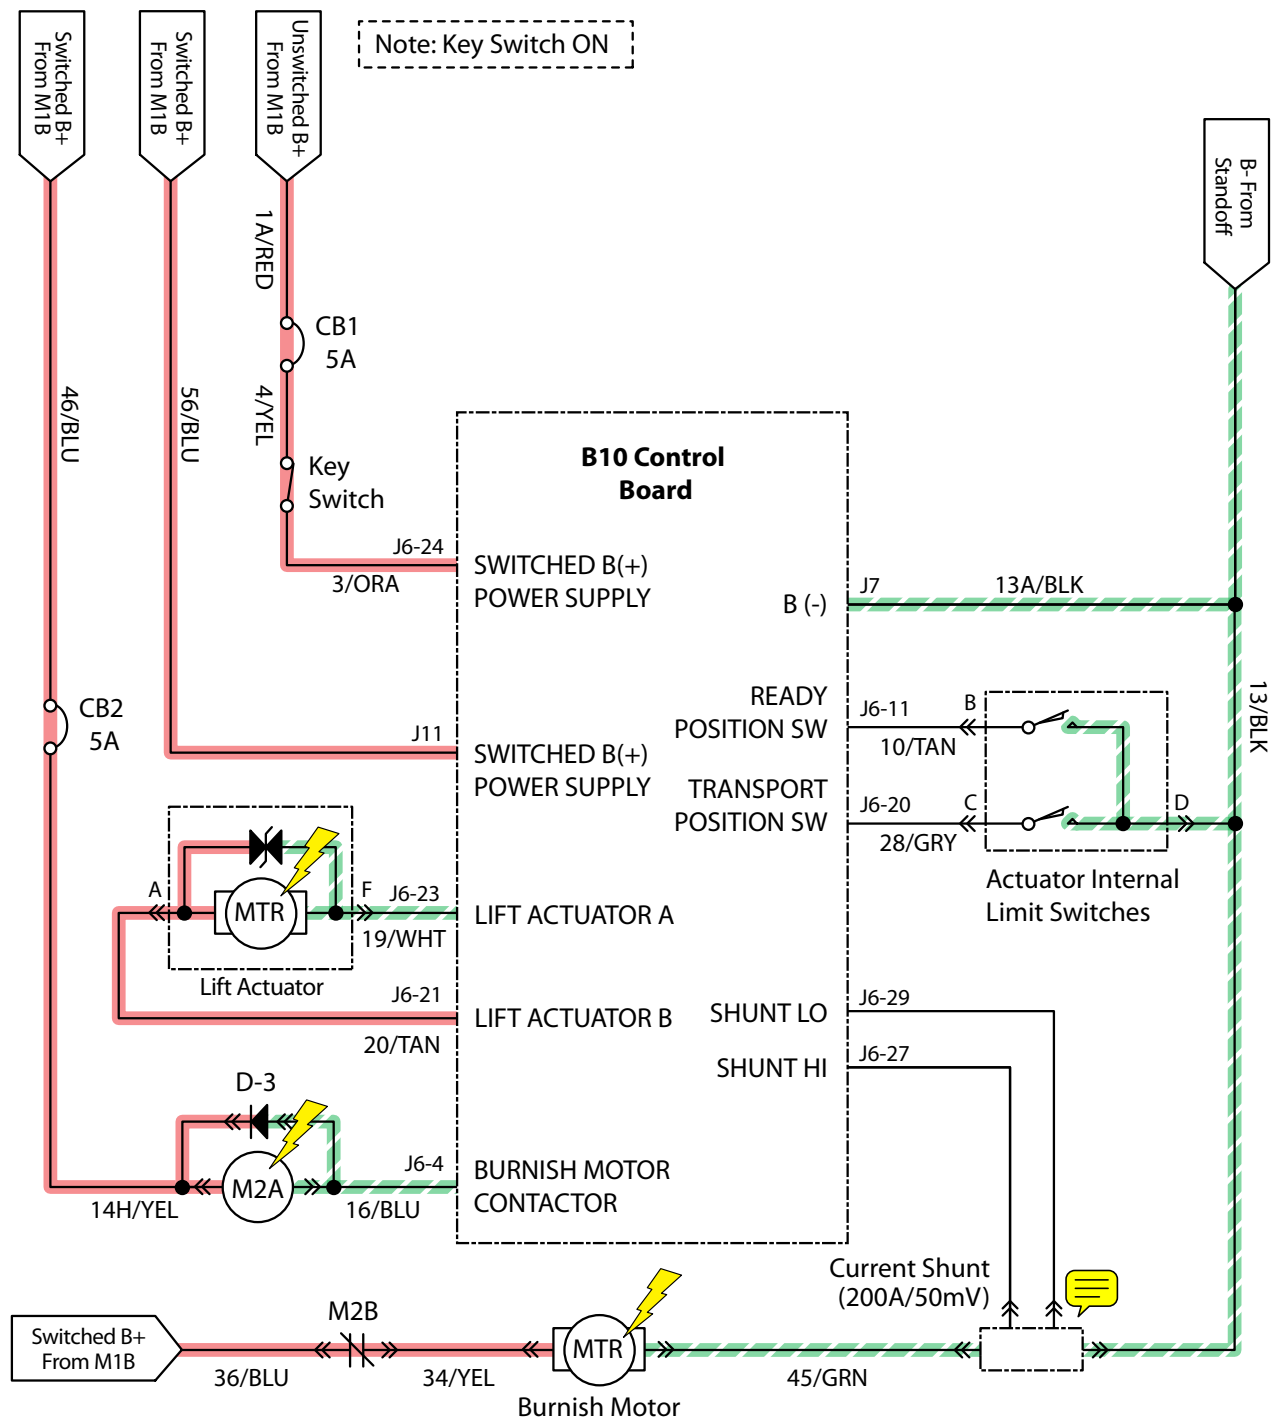 Switched B+
From M1B
Switched B+
From M1B
Unswitched B+
From M1B
Note: Key Switch ON
B- From
Standoff
1A/RED
CB1
5A
46/BLU
56/BLU
4/YEL
Key
Switch
B10 Control
Board
J6-24
3/ORA
SWITCHED B(+)
POWER SUPPLY
B (-)
J7
13A/BLK
13/BLK
CB2
5A
J11
SWITCHED B(+)
POWER SUPPLY
READY
POSITION SW
J6-11
B
10/TAN
TRANSPORT
POSITION SW
J6-20
C
D
28/GRY
Actuator Internal
Limit Switches
A
MTR
F
J6-23
19/WHT
LIFT ACTUATOR A
Lift Actuator
J6-21
20/TAN
LIFT ACTUATOR B
SHUNT LO
J6-29
SHUNT HI
J6-27
D-3
M2A
J6-4
14H/YEL
16/BLU
BURNISH MOTOR
CONTACTOR
Current Shunt
(200A/50mV)
Switched B+
From M1B
36/BLU
M2B
34/YEL
MTR
45/GRN
Burnish Motor